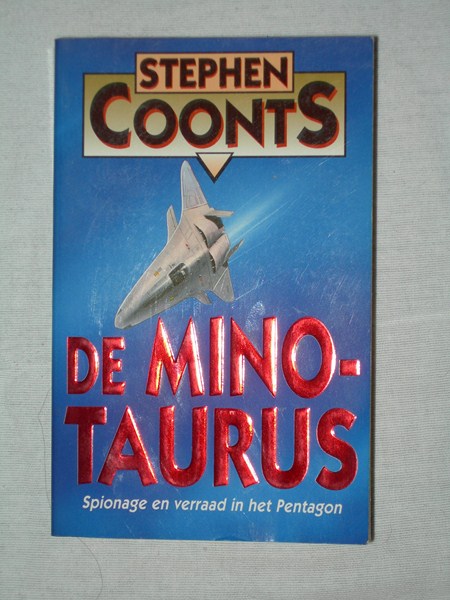 STEPHEN
COONTS
DE MINO-
TAURUS
Spionage en verraad in het Pentagon